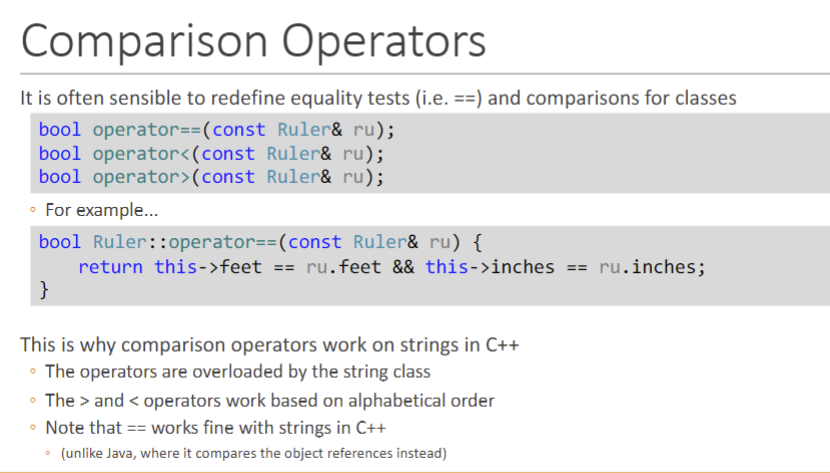 Comparison Operators
It is often sensible to redefine equality tests (i.e. ==) and comparisons for classes
bool operator==(const Ruler& ru);
bool operator<(const Ruler& ru);
bool operator>(const Ruler& ru);
◦ For example...
bool Ruler::operator==(const Ruler& ru) {
    return this->feet == ru.feet && this->inches == ru.inches;
}
This is why comparison operators work on strings in C++
◦ The operators are overloaded by the string class
◦ The > and < operators work based on alphabetical order
◦ Note that == works fine with strings in C++
◦ (unlike Java, where it compares the object references instead)